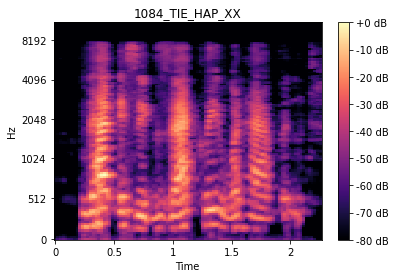 1084_TIE_HAP_XX
8192
4096
2048
1024
512
0
Hz
0
0.5
1
1.5
2
Time
+0 dB
-10 dB
-20 dB
-30 dB
-40 dB
-50 dB
-60 dB
-70 dB
-80 dB